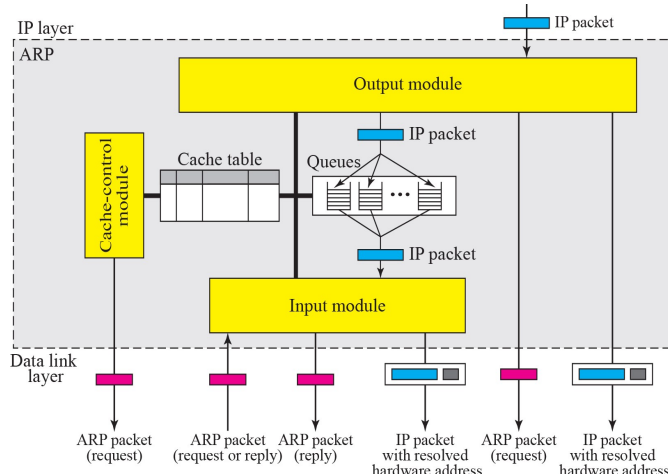 IP packet
IP layer
ARP
Output module
IP packet
Cache table
Queues
Cache-control
module
IP packet
Input module
Data link
layer
ARP packet
(request)
ARP packet
(request or reply)
ARP packet
(reply)
IP packet
with resolved
hardware address
ARP packet
(request)
IP packet
with resolved
hardware address